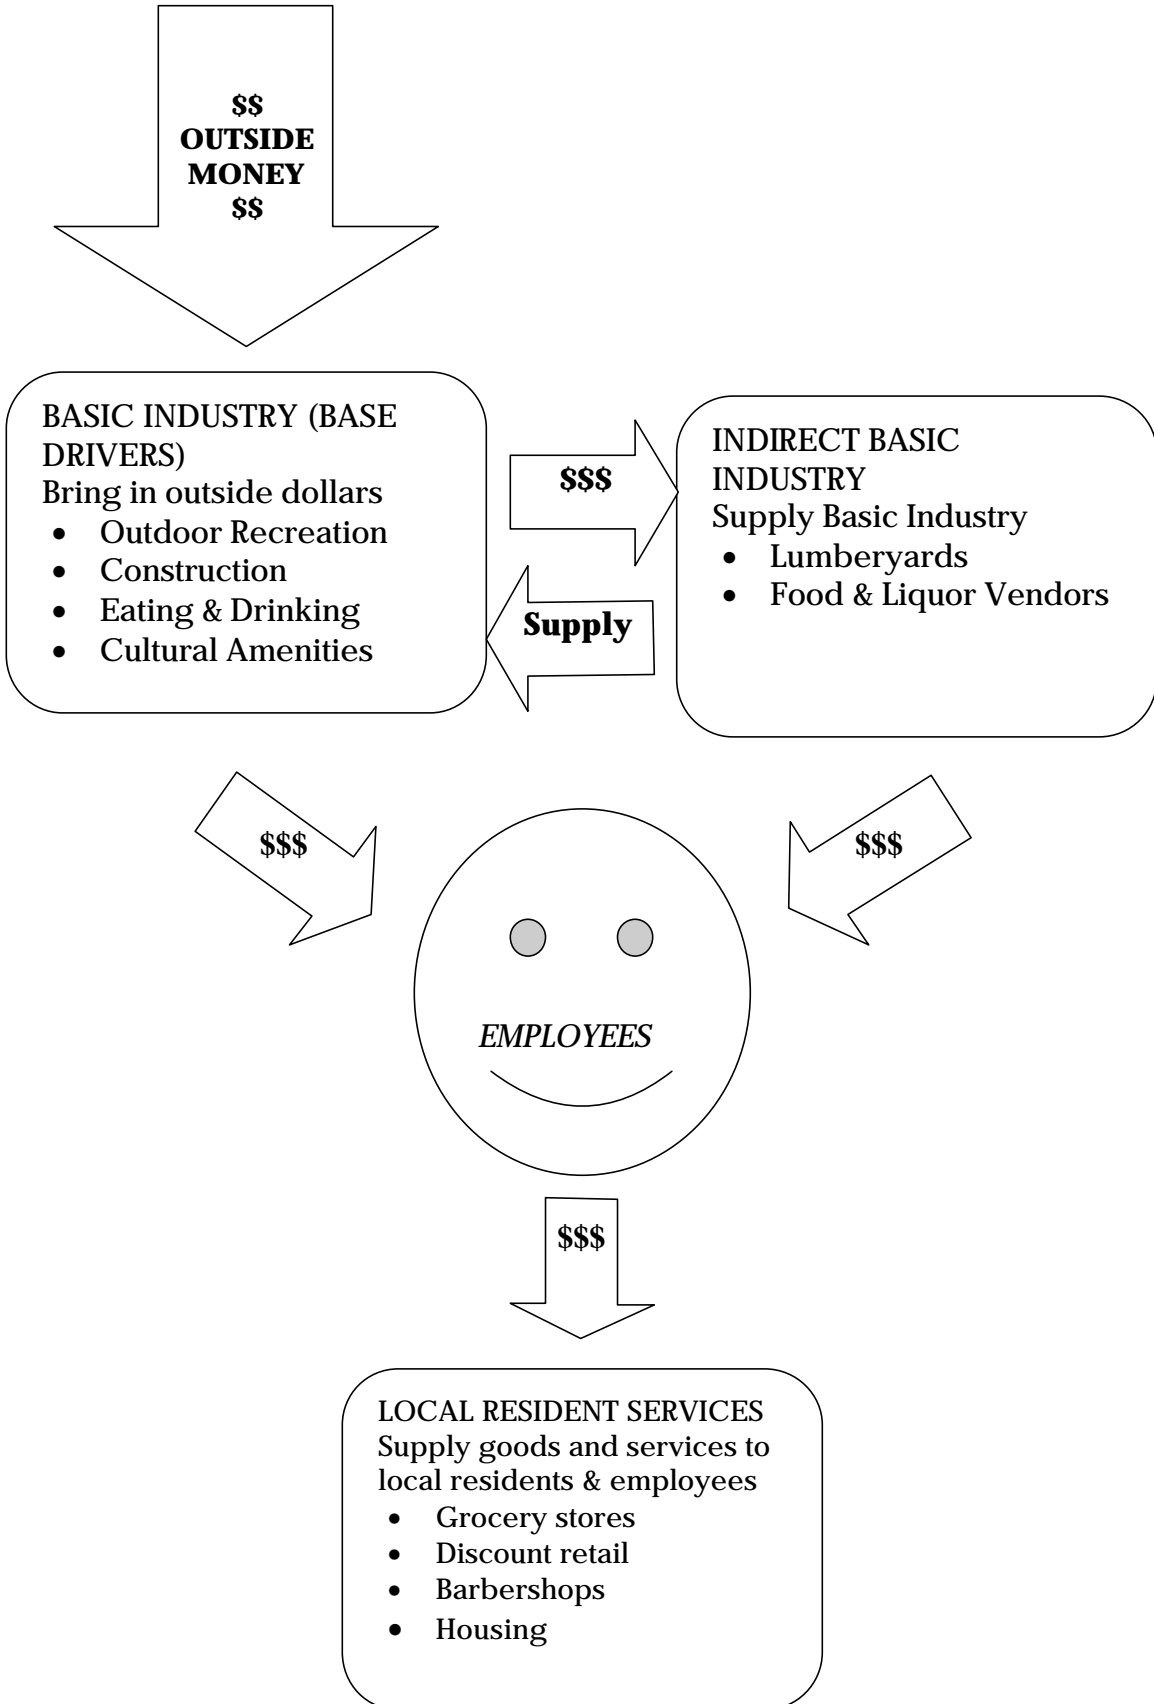 $$
OUTSIDE
MONEY
$$
BASIC INDUSTRY (BASE
DRIVERS)
Bring in outside dollars
• Outdoor Recreation
• Construction
• Eating & Drinking
• Cultural Amenities
$$$
Supply
INDIRECT BASIC
INDUSTRY
Supply Basic Industry
• Lumberyards
• Food & Liquor Vendors
$$$
$$$
EMPLOYEES
$$$
LOCAL RESIDENT SERVICES
Supply goods and services to
local residents & employees
• Grocery stores
• Discount retail
• Barbershops
• Housing